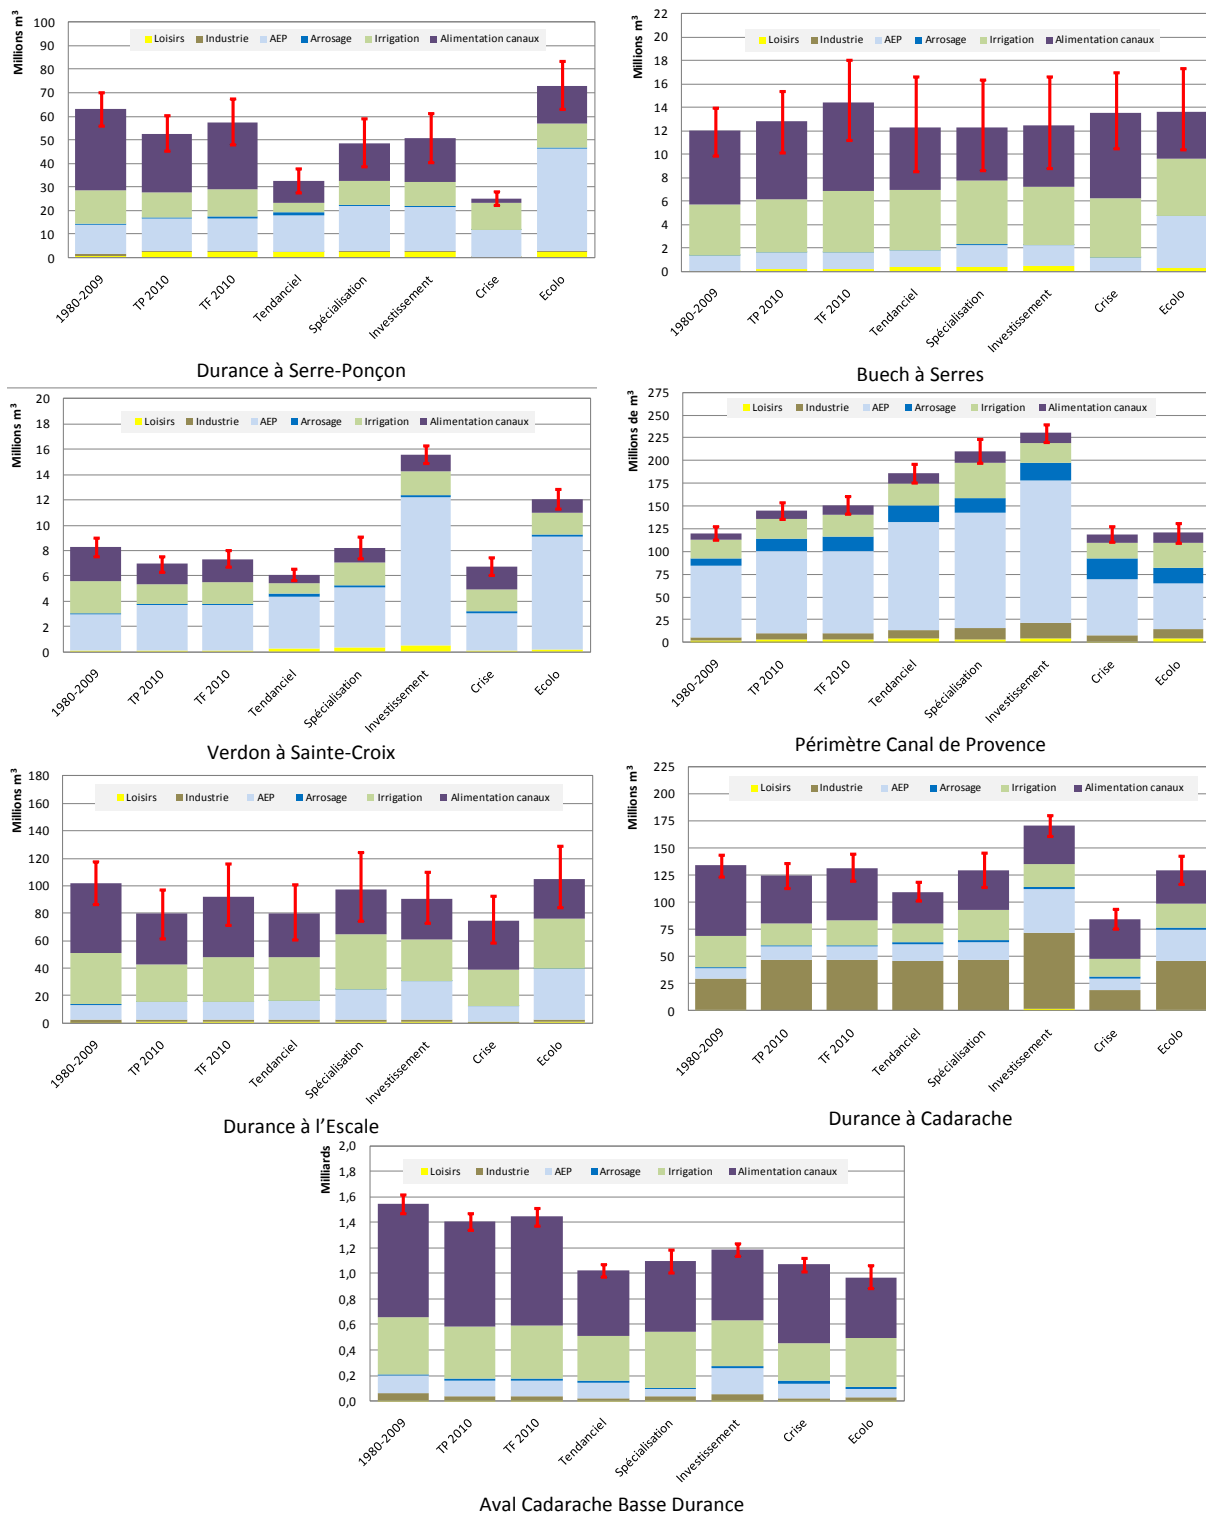 Millions m³
100
90
80
70
60
50
40
30
20
10
0
Loisirs Industrie AEP Arrosage Irrigation Alimentation canaux
1980-2009 TP 2010 TF 2010 Tendanciel Spécialisation Investissement Crise Ecolo
Durance à Serre-Ponçon
Millions m³
22
20
18
16
14
12
10
8
6
4
2
0
Loisirs Industrie AEP Arrosage Irrigation Alimentation canaux
1980-2009 TP 2010 TF 2010 Tendanciel Spécialisation Investissement Crise Ecolo
Buech à Serres
Millions m³
20
18
16
14
12
10
8
6
4
2
0
Loisirs Industrie AEP Arrosage Irrigation Alimentation canaux
1980-2009 TP 2010 TF 2010 Tendanciel Spécialisation Investissement Crise Ecolo
Verdon à Sainte-Croix
Millions de m³
275
250
225
200
175
150
125
100
75
50
25
0
Loisirs Industrie AEP Arrosage Irrigation Alimentation canaux
1980-2009 TP 2010 TF 2010 Tendanciel Spécialisation Investissement Crise Ecolo
Périmètre Canal de Provence
Millions m³
180
160
140
120
100
80
60
40
20
0
Loisirs Industrie AEP Arrosage Irrigation Alimentation canaux
1980-2009 TP 2010 TF 2010 Tendanciel Spécialisation Investissement Crise Ecolo
Durance à l'Escale
Millions m³
225
200
175
150
125
100
75
50
25
0
Loisirs Industrie AEP Arrosage Irrigation Alimentation canaux
1980-2009 TP 2010 TF 2010 Tendanciel Spécialisation Investissement Crise Ecolo
Durance à Cadarache
Milliards
2,0
1,8
1,6
1,4
1,2
1,0
0,8
0,6
0,4
0,2
0,0
Loisirs Industrie AEP Arrosage Irrigation Alimentation canaux
1980-2009 TP 2010 TF 2010 Tendanciel Spécialisation Investissement Crise Ecolo
Aval Cadarache Basse Durance